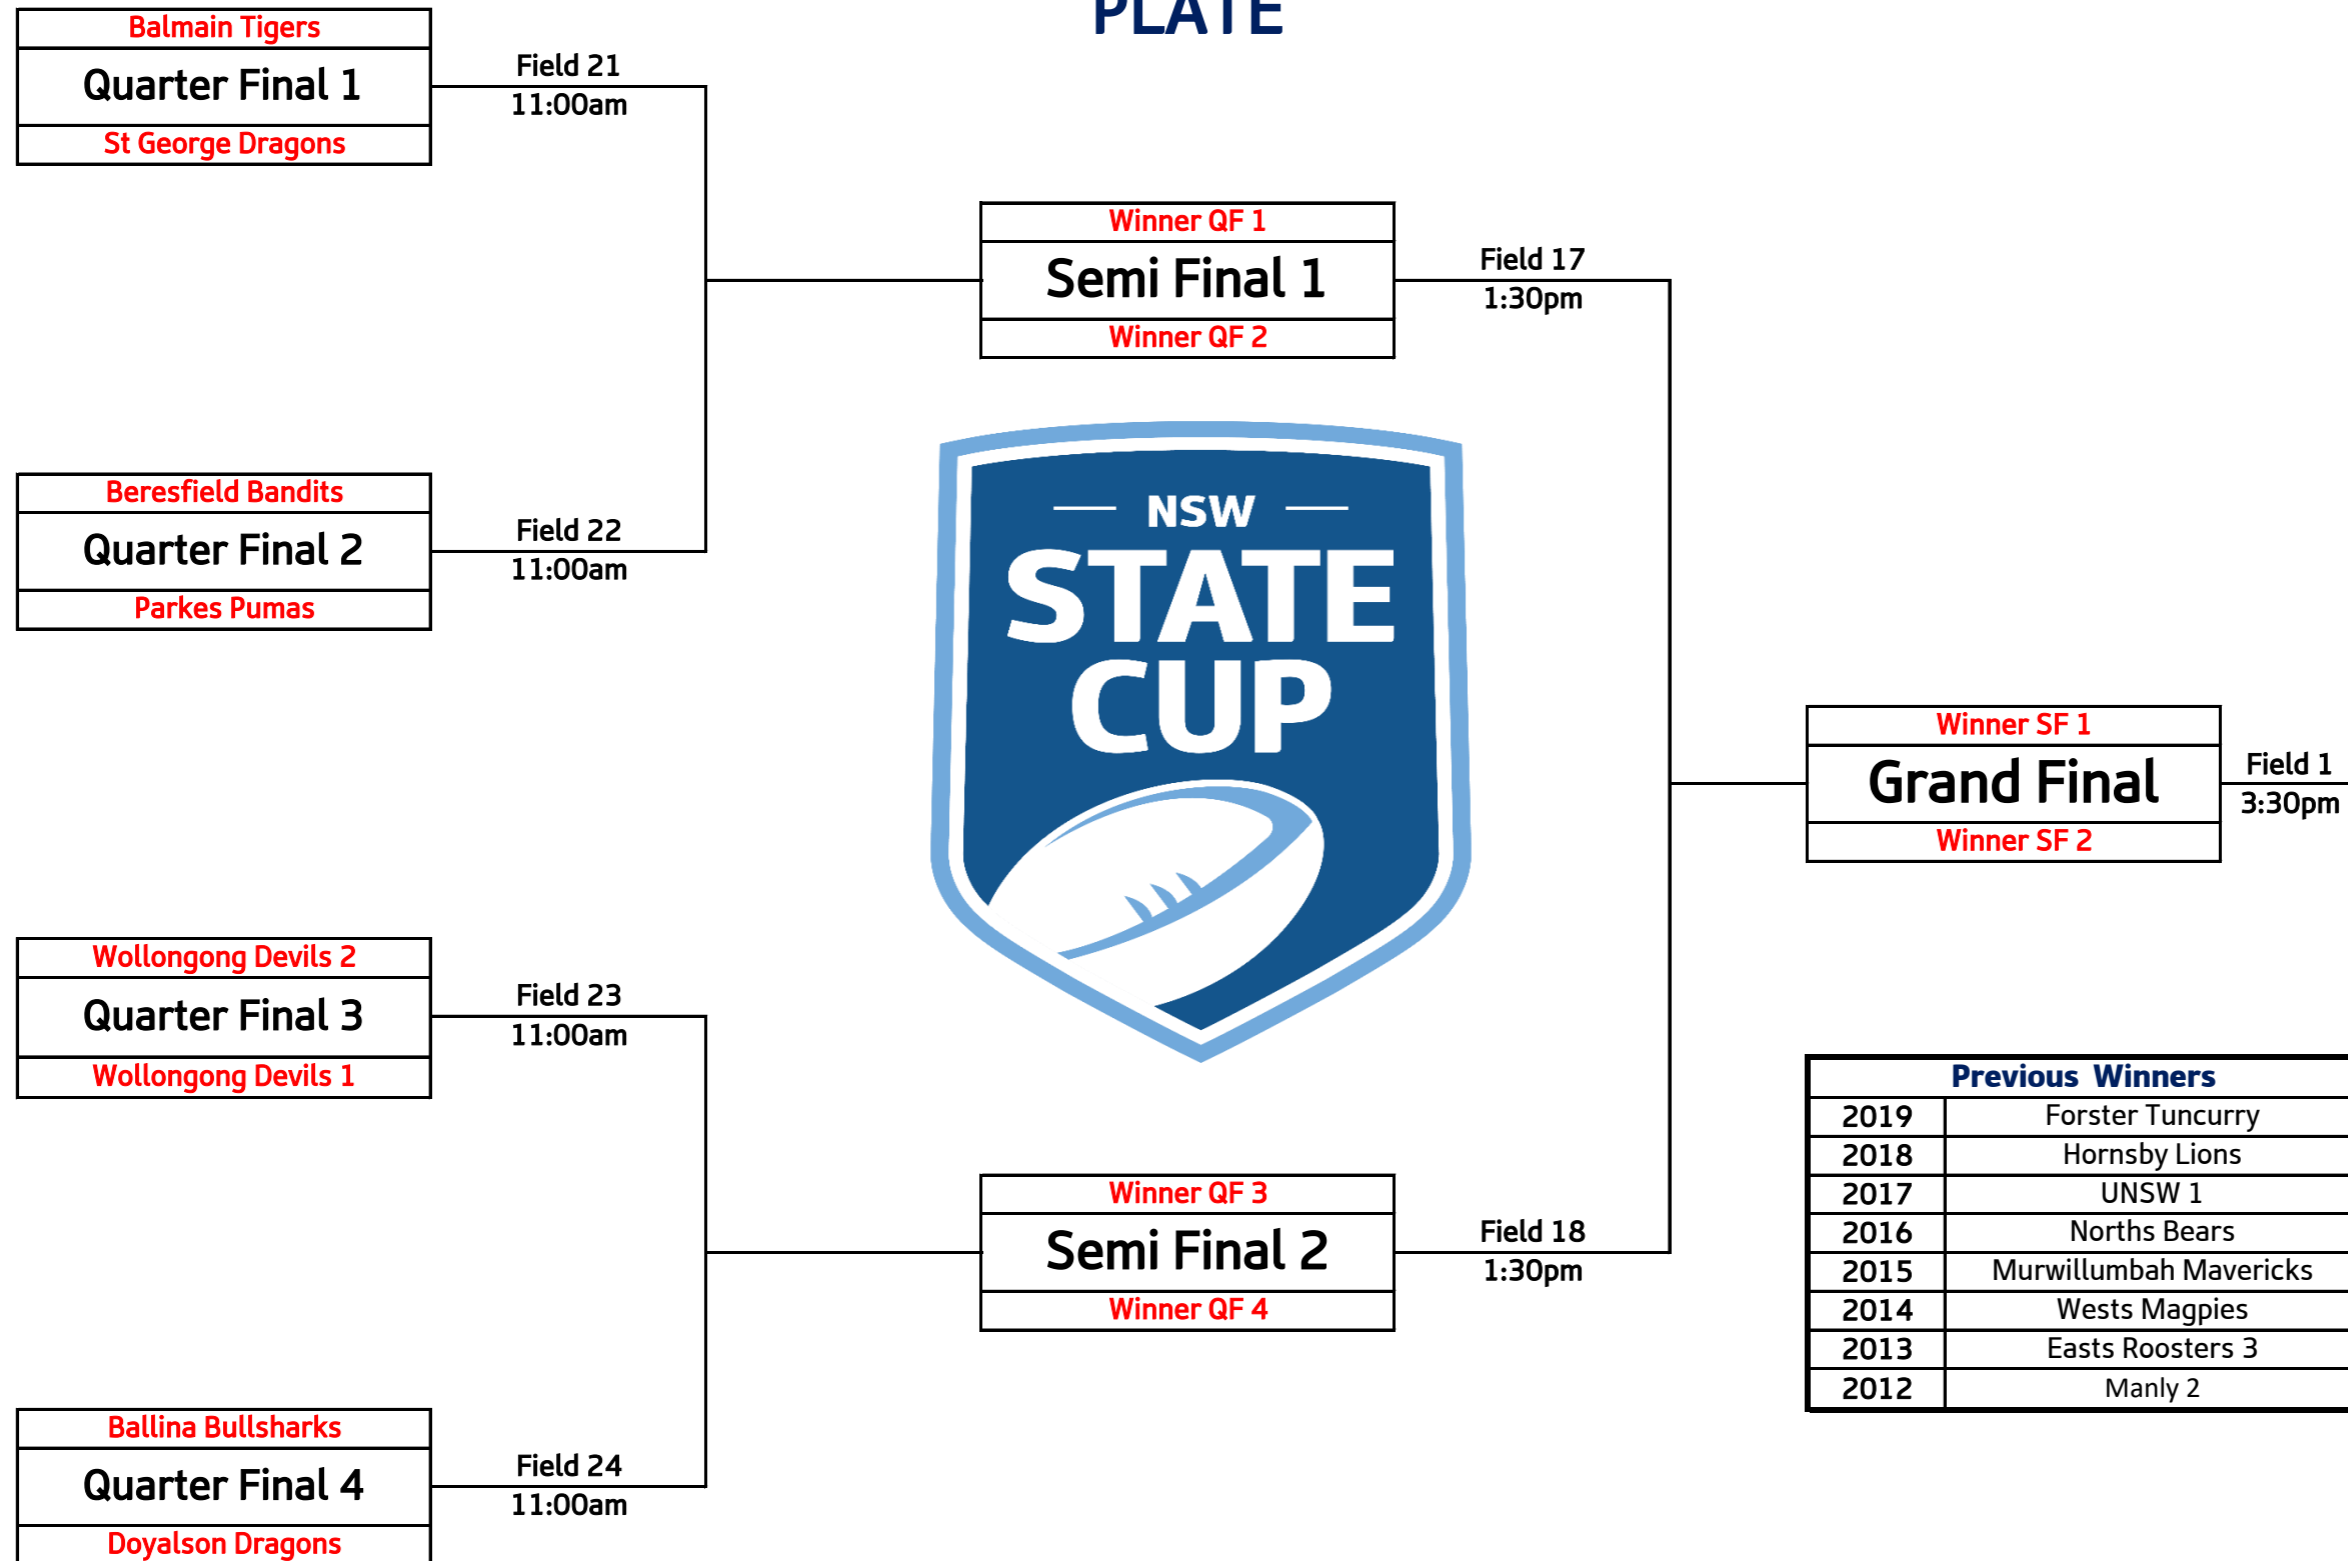 PLATE
Balmain Tigers
Quarter Final 1
St George Dragons
Field 21
11:00am
Winner QF 1
Semi Final 1
Winner QF 2
Field 17
1:30pm
Beresfield Bandits
Quarter Final 2
Parkes Pumas
Field 22
11:00am
NSW
STATE
CUP
Winner SF 1
Grand Final
Winner SF 2
Field 1
3:30pm
Wollongong Devils 2
Quarter Final 3
Wollongong Devils 1
Field 23
11:00am
Winner QF 3
Semi Final 2
Winner QF 4
Field 18
1:30pm
Ballina Bullsharks
Quarter Final 4
Doyalson Dragons
Field 24
11:00am
Previous Winners
2019 Forster Tuncurry
2018 Hornsby Lions
2017 UNSW 1
2016 Norths Bears
2015 Murwillumbah Mavericks
2014 Wests Magpies
2013 Easts Roosters 3
2012 Manly 2